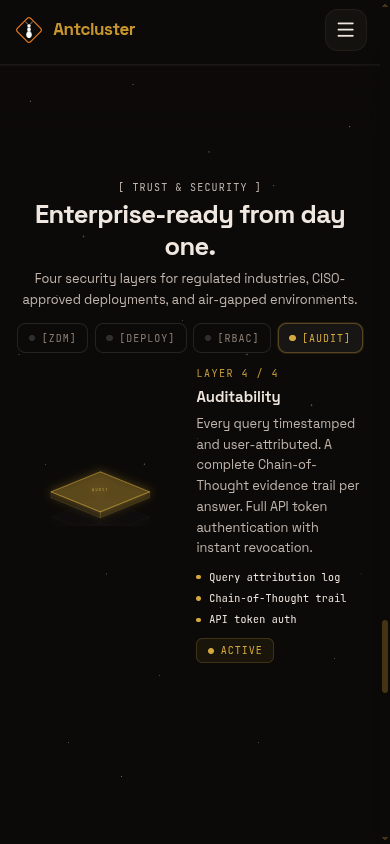 Antcluster
[ TRUST & SECURITY ]
Enterprise-ready from day
one.
Four security layers for regulated industries, CISO-
approved deployments, and air-gapped environments.
[ZDM] [DEPLOY] [RBAC] [AUDIT]
LAYER 4 / 4
Auditability
Every query timestamped
and user-attributed. A
complete Chain-of-
Thought evidence trail per
answer. Full API token
authentication with
instant revocation.
AUDIT
Query attribution log
Chain-of-Thought trail
API token auth
ACTIVE